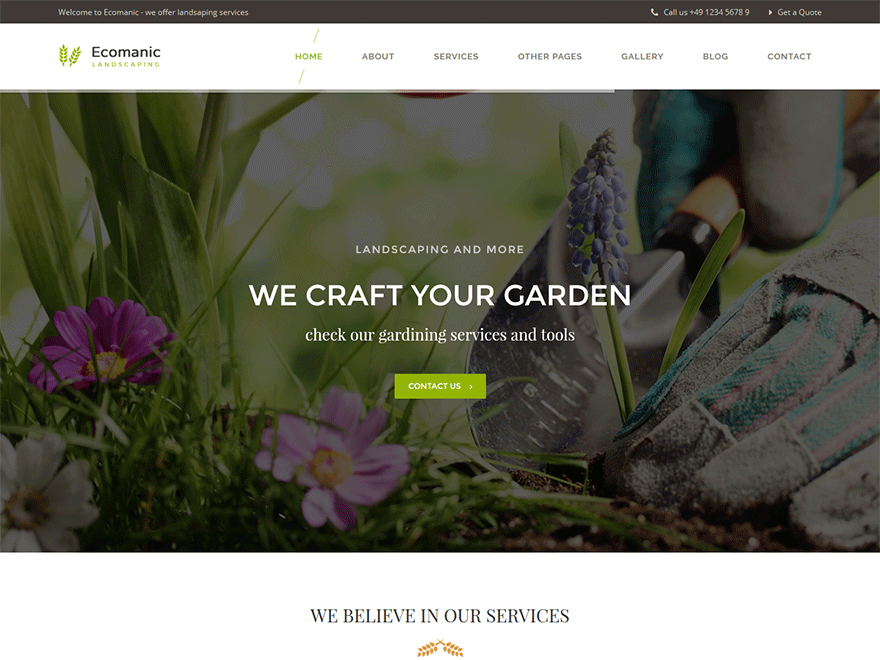 Welcome to Ecomanic - we offer landsaping services
Call us +49 1234 5678 9
Get a Quote
Ecomanic
LANDSCAPING
HOME
ABOUT
SERVICES
OTHER PAGES
GALLERY
BLOG
CONTACT
LANDSCAPING AND MORE
WE CRAFT YOUR GARDEN
check our gardining services and tools
CONTACT US ›
WE BELIEVE IN OUR SERVICES